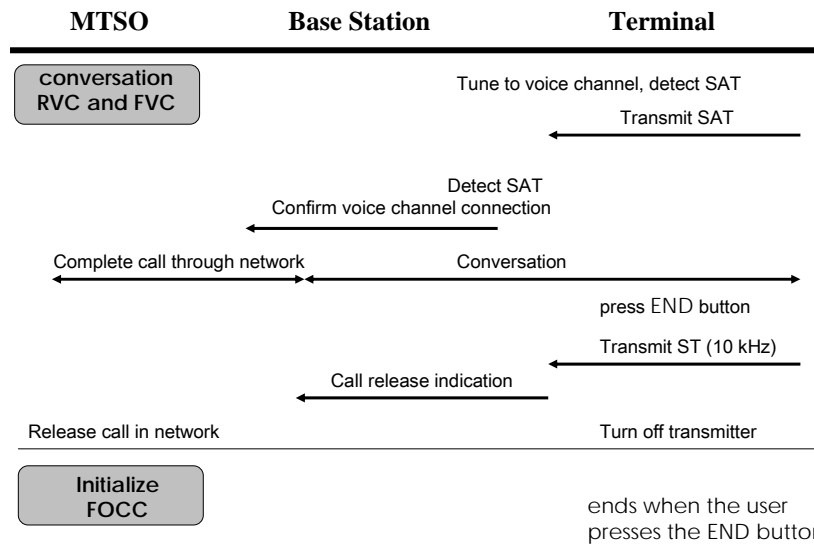 MTSO Base Station Terminal
conversation
RVC and FVC
Tune to voice channel, detect SAT
Transmit SAT
Detect SAT
Confirm voice channel connection
Complete call through network Conversation
press END button
Transmit ST (10 kHz)
Call release indication
Release call in network Turn off transmitter
Initialize
FOCC
ends when the user
presses the END button